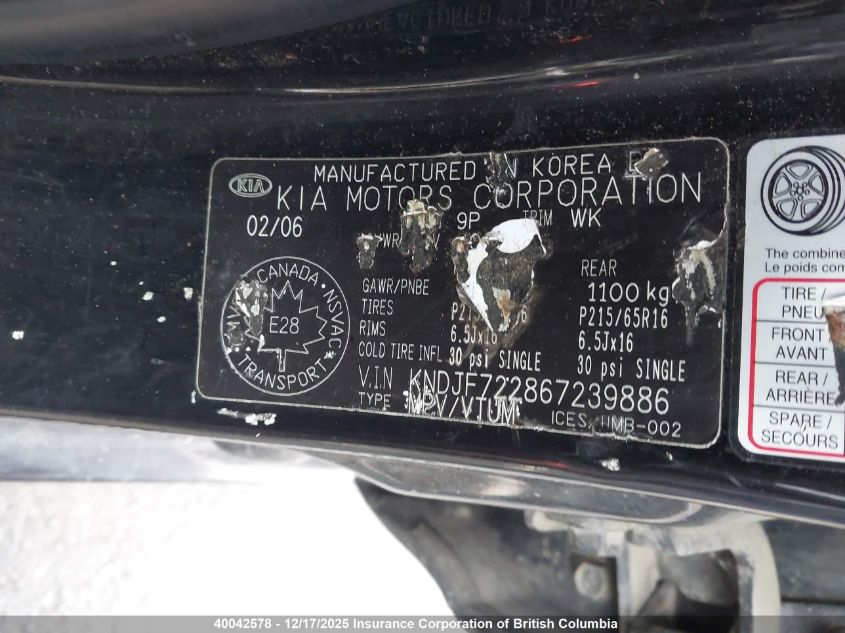 MANUFACTURED IN KOREA
KIA KIA MOTORS CORPORATION
02/06 9P TRIM WK
REAR
GAWR/PNBE 1100 kg
TIRES P215/65R16
RIMS 6.5Jx16 6.5Jx16
COLD TIRE INFL 30 psi SINGLE 30 psi SINGLE
V.I.N KNDJF722867239886
TYPE MPV/VTUM ICES
CANADA · NSVAC
E28
TRANSPORT
The combine
Le poids com
TIRE /
PNEU
FRONT /
AVANT
REAR /
ARRIÈRE
SPARE /
SECOURS
40042578 - 12/17/2025 Insurance Corporation of British Columbia